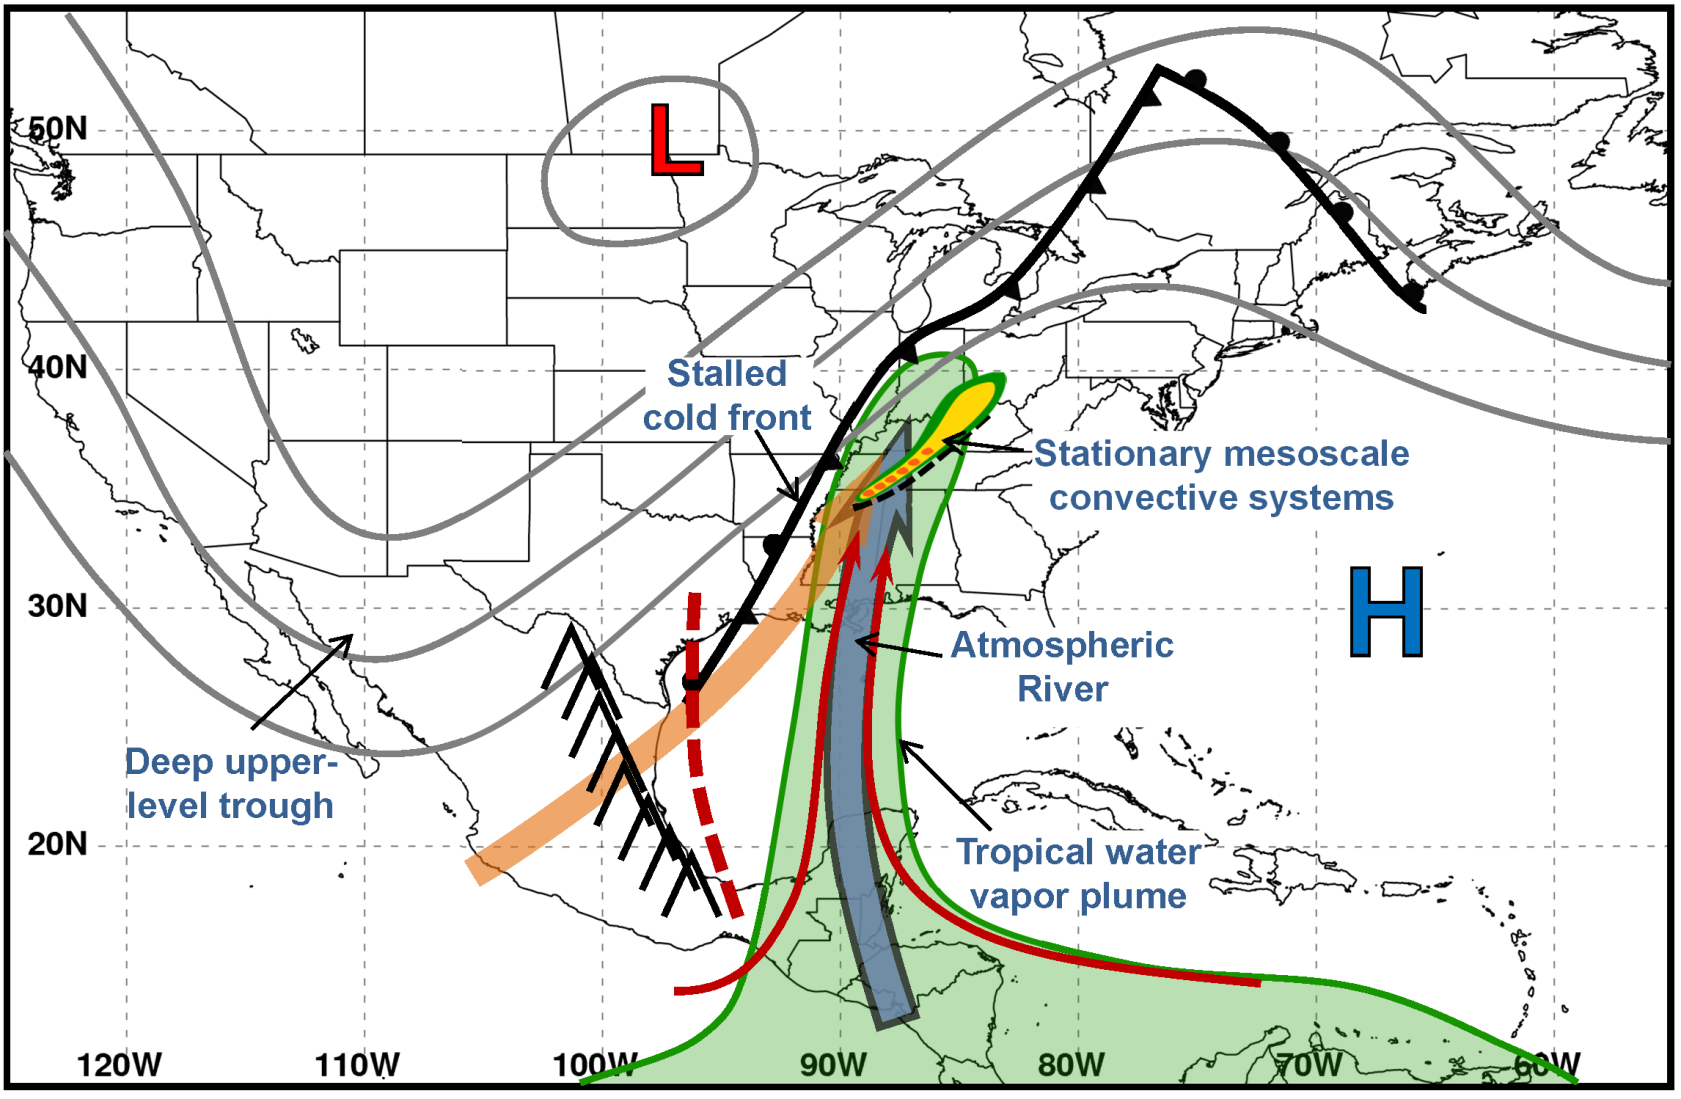 L
50N
40N
30N
20N
Stalled
cold front
Stationary mesoscale
convective systems
H
Atmospheric
River
Deep upper-
level trough
Tropical water
vapor plume
120W 110W 100W 90W 80W 70W 60W